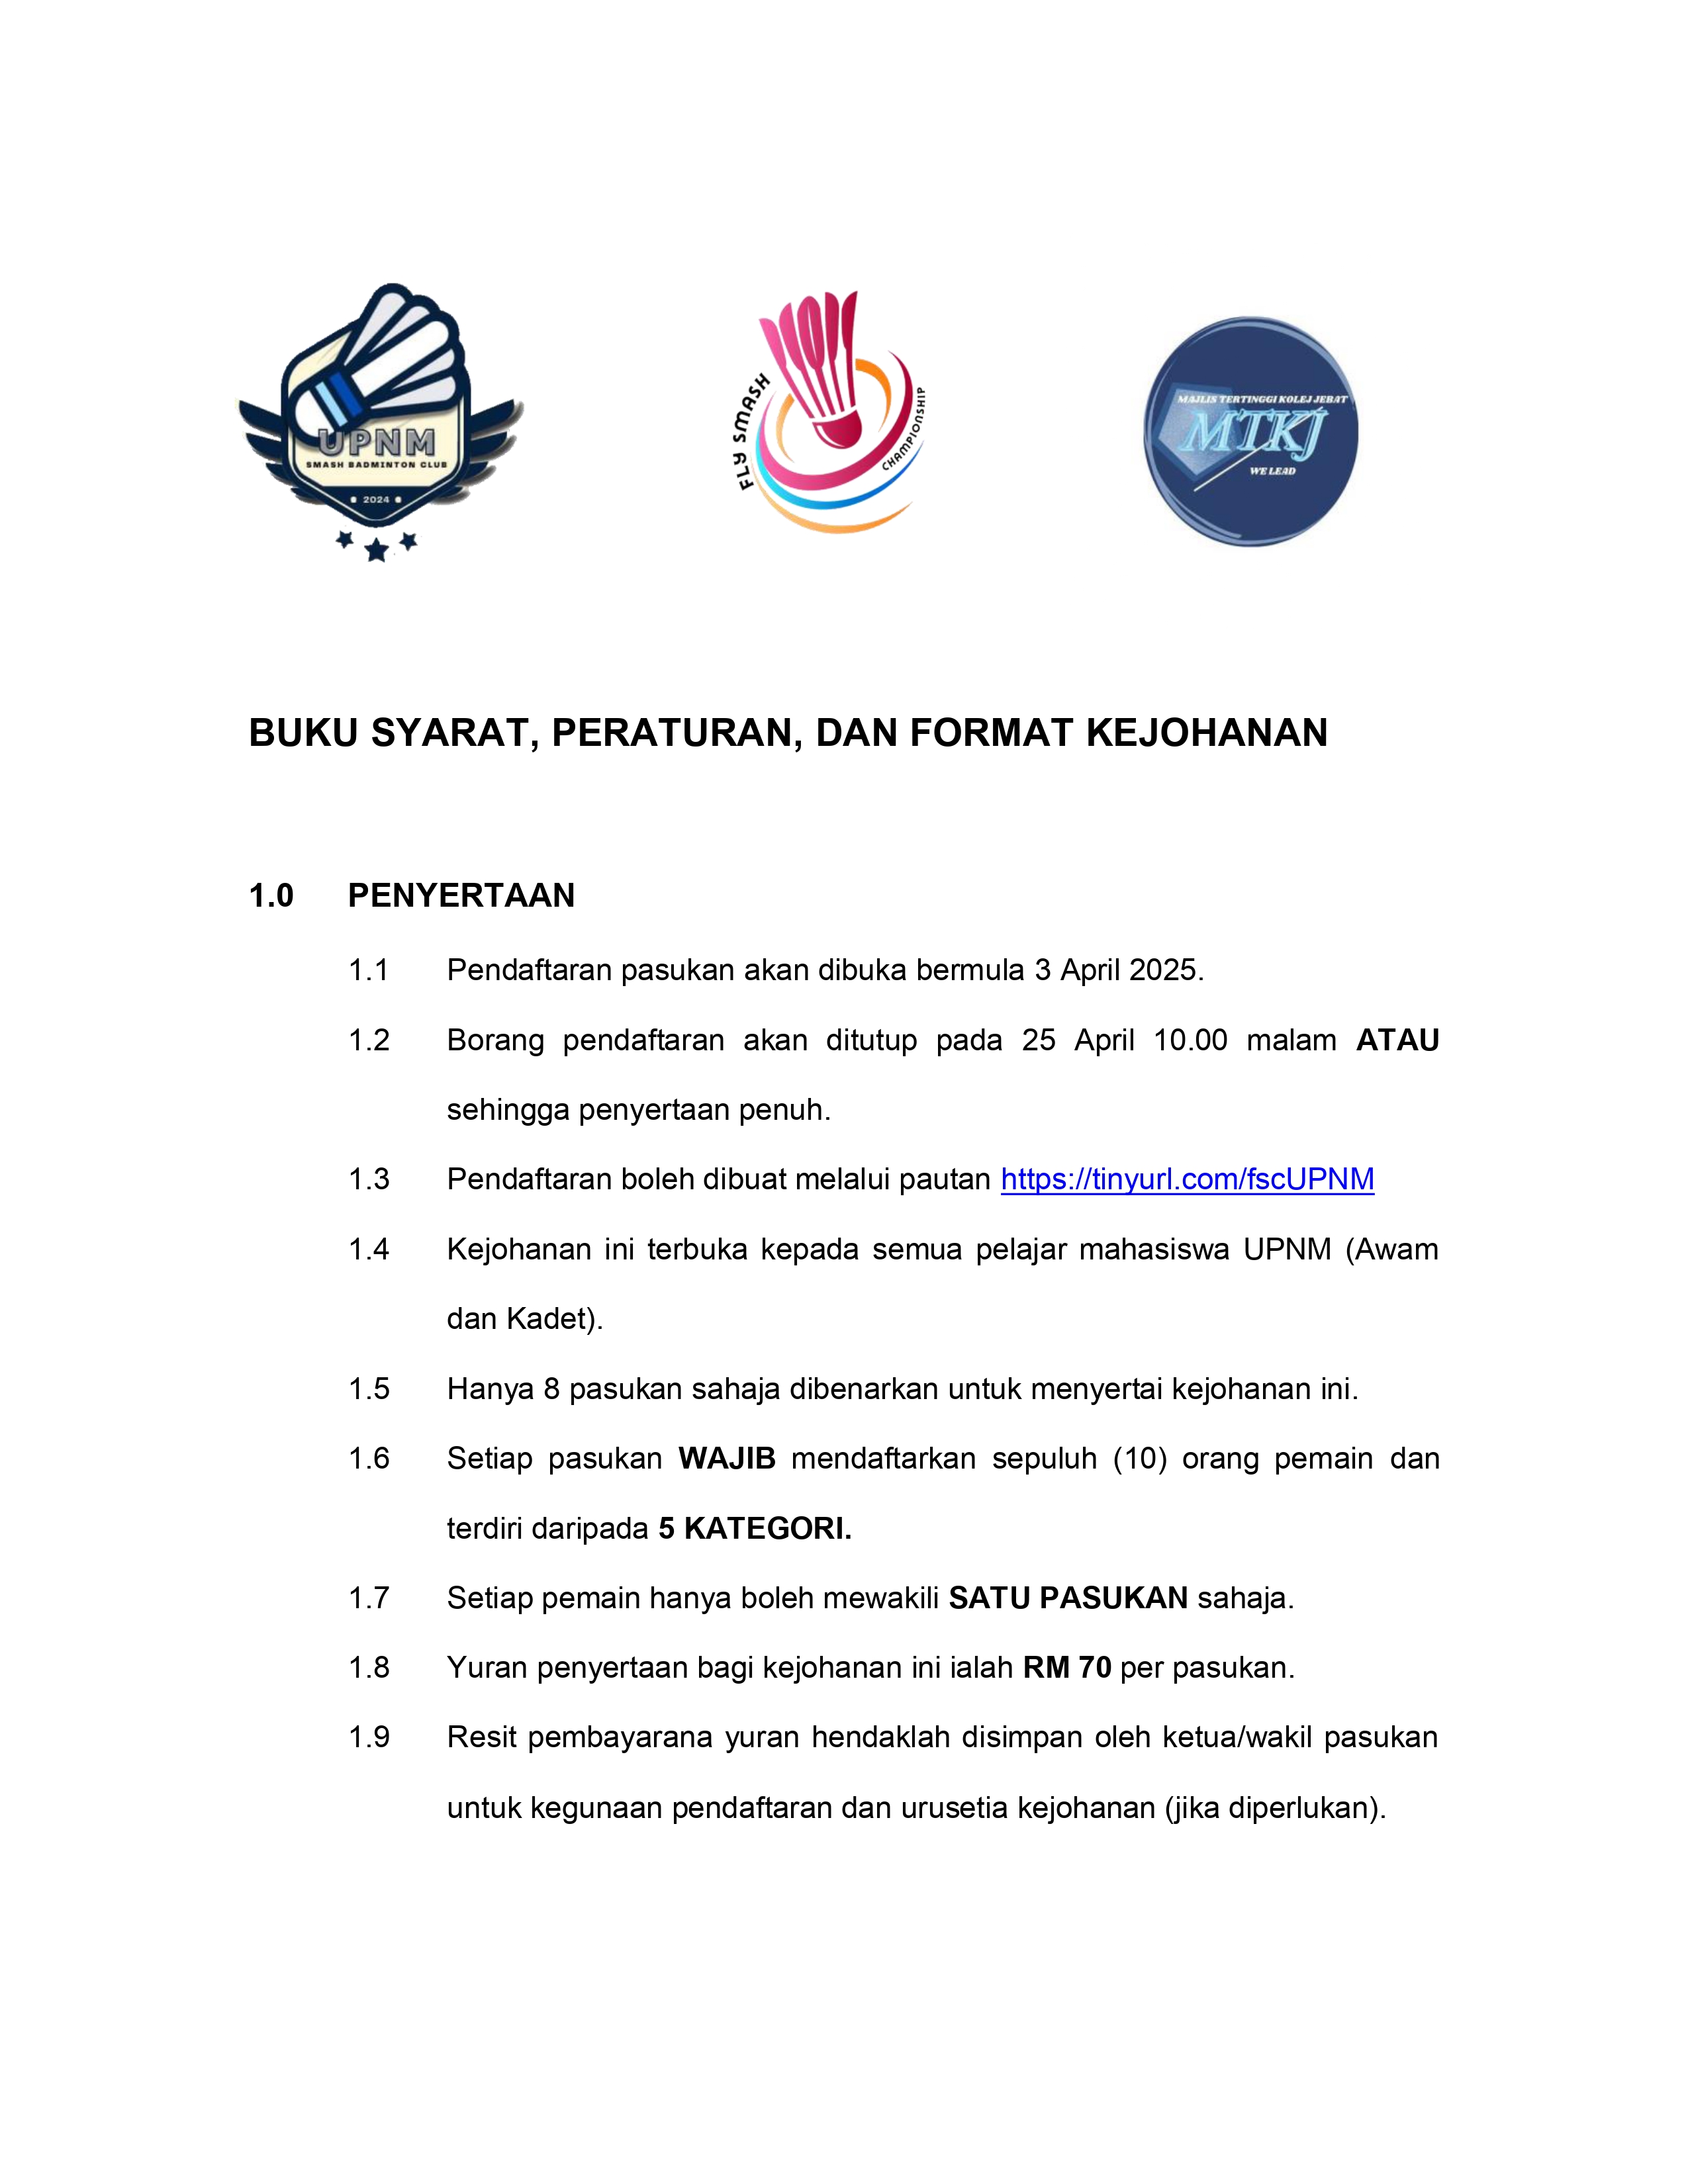 UPNM
SMASH BADMINTON CLUB
2024
FLY SMASH
CHAMPIONSHIP
MAJLIS TERTINGGI KOLEJ JEBAT
MTKJ
WE LEAD
BUKU SYARAT, PERATURAN, DAN FORMAT KEJOHANAN
1.0 PENYERTAAN
1.1 Pendaftaran pasukan akan dibuka bermula 3 April 2025.
1.2 Borang pendaftaran akan ditutup pada 25 April 10.00 malam ATAU
sehingga penyertaan penuh.
1.3 Pendaftaran boleh dibuat melalui pautan https://tinyurl.com/fscUPNM
1.4 Kejohanan ini terbuka kepada semua pelajar mahasiswa UPNM (Awam
dan Kadet).
1.5 Hanya 8 pasukan sahaja dibenarkan untuk menyertai kejohanan ini.
1.6 Setiap pasukan WAJIB mendaftarkan sepuluh (10) orang pemain dan
terdiri daripada 5 KATEGORI.
1.7 Setiap pemain hanya boleh mewakili SATU PASUKAN sahaja.
1.8 Yuran penyertaan bagi kejohanan ini ialah RM 70 per pasukan.
1.9 Resit pembayarana yuran hendaklah disimpan oleh ketua/wakil pasukan
untuk kegunaan pendaftaran dan urusetia kejohanan (jika diperlukan).